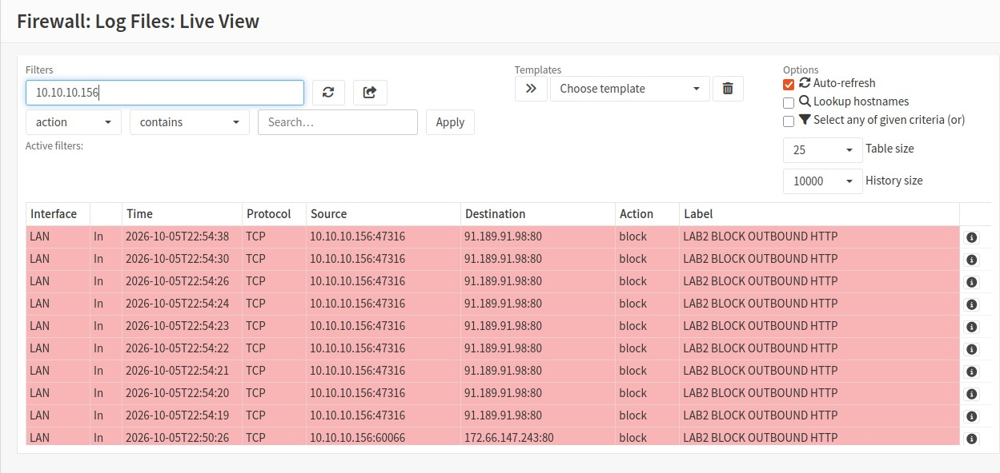 Firewall: Log Files: Live View
Filters Templates Options
10.10.10.156 Choose template Auto-refresh
Lookup hostnames
action contains Search... Apply Select any of given criteria (or)
Active filters:
25 Table size
10000 History size
Interface Time Protocol Source Destination Action Label
LAN In 2026-10-05T22:54:38 TCP 10.10.10.156:47316 91.189.91.98:80 block LAB2 BLOCK OUTBOUND HTTP
LAN In 2026-10-05T22:54:30 TCP 10.10.10.156:47316 91.189.91.98:80 block LAB2 BLOCK OUTBOUND HTTP
LAN In 2026-10-05T22:54:26 TCP 10.10.10.156:47316 91.189.91.98:80 block LAB2 BLOCK OUTBOUND HTTP
LAN In 2026-10-05T22:54:24 TCP 10.10.10.156:47316 91.189.91.98:80 block LAB2 BLOCK OUTBOUND HTTP
LAN In 2026-10-05T22:54:23 TCP 10.10.10.156:47316 91.189.91.98:80 block LAB2 BLOCK OUTBOUND HTTP
LAN In 2026-10-05T22:54:22 TCP 10.10.10.156:47316 91.189.91.98:80 block LAB2 BLOCK OUTBOUND HTTP
LAN In 2026-10-05T22:54:21 TCP 10.10.10.156:47316 91.189.91.98:80 block LAB2 BLOCK OUTBOUND HTTP
LAN In 2026-10-05T22:54:20 TCP 10.10.10.156:47316 91.189.91.98:80 block LAB2 BLOCK OUTBOUND HTTP
LAN In 2026-10-05T22:54:19 TCP 10.10.10.156:47316 91.189.91.98:80 block LAB2 BLOCK OUTBOUND HTTP
LAN In 2026-10-05T22:50:26 TCP 10.10.10.156:60066 172.66.147.243:80 block LAB2 BLOCK OUTBOUND HTTP